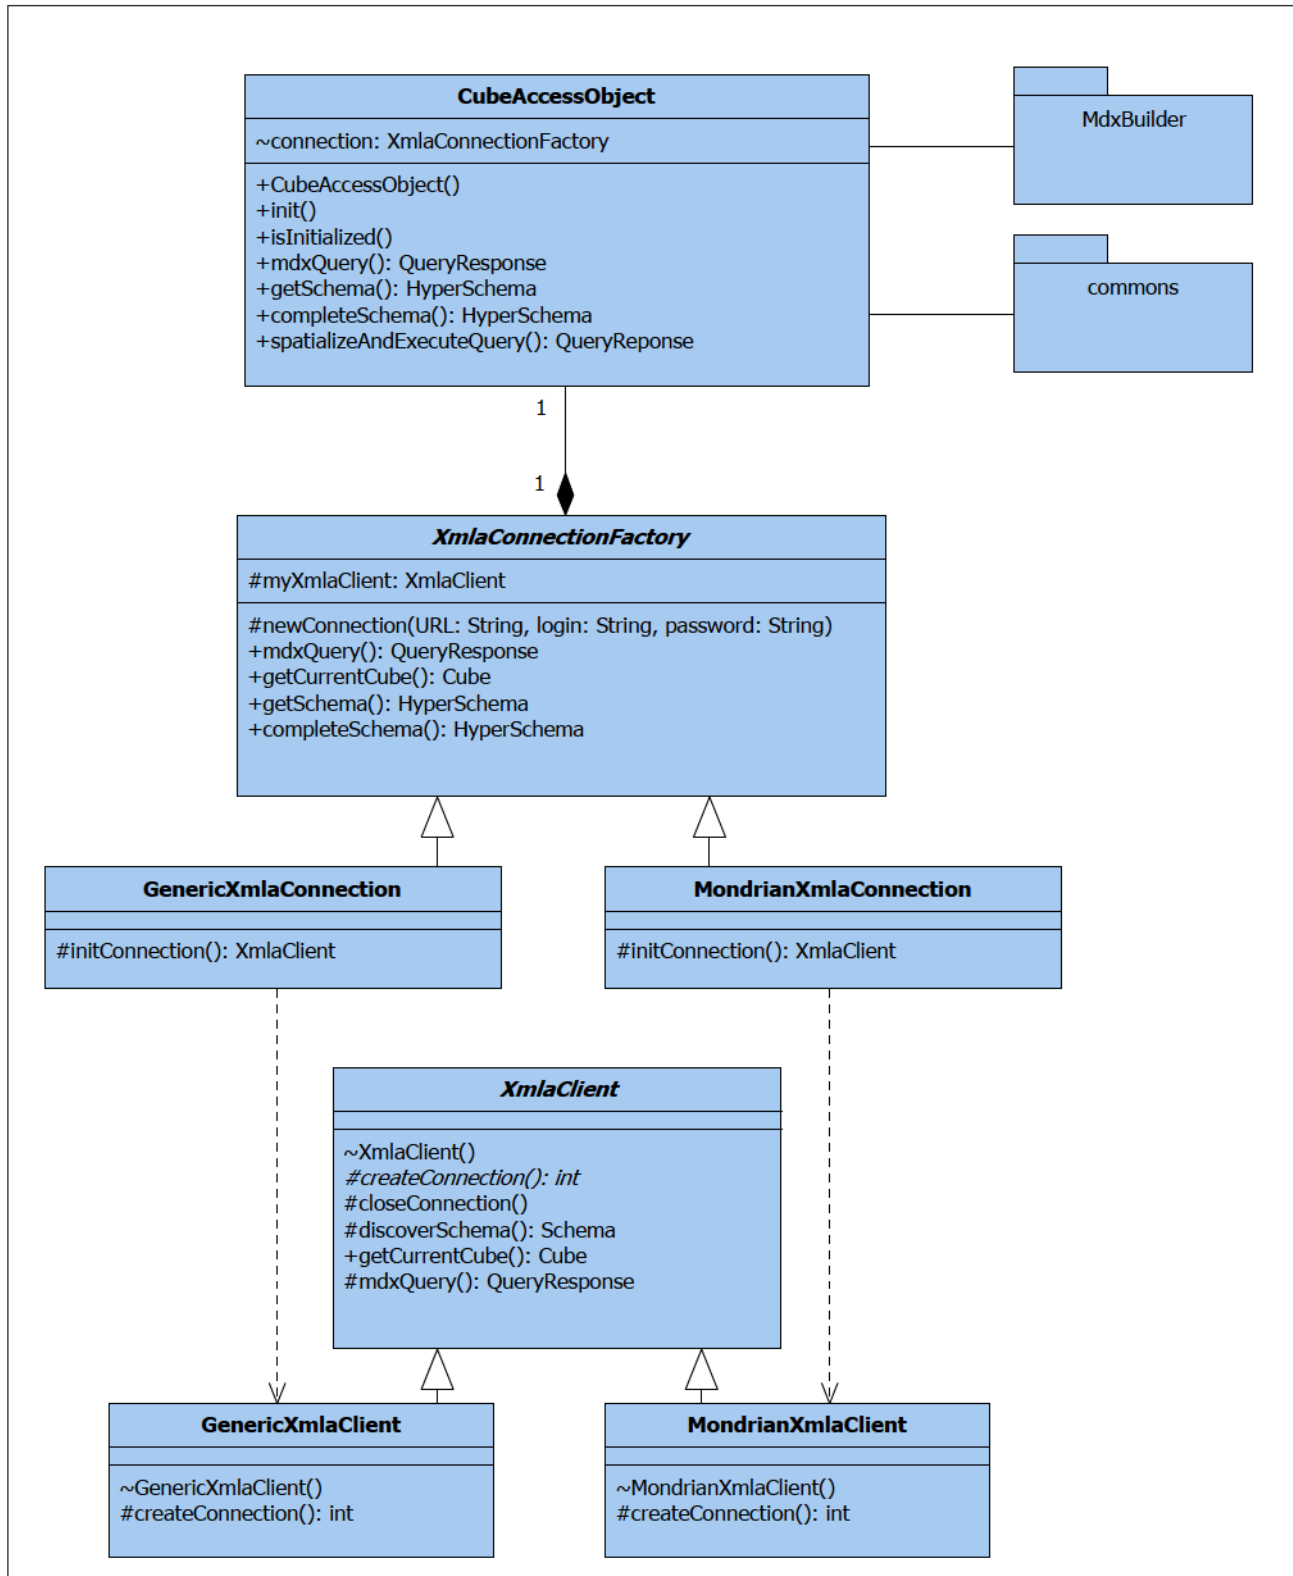 CubeAccessObject
~connection: XmlaConnectionFactory
+CubeAccessObject()
+init()
+isInitialized()
+mdxQuery(): QueryResponse
+getSchema(): HyperSchema
+completeSchema(): HyperSchema
+spatializeAndExecuteQuery(): QueryReponse
MdxBuilder
commons
1
1
XmlaConnectionFactory
#myXmlaClient: XmlaClient
#newConnection(URL: String, login: String, password: String)
+mdxQuery(): QueryResponse
+getCurrentCube(): Cube
+getSchema(): HyperSchema
+completeSchema(): HyperSchema
GenericXmlaConnection
#initConnection(): XmlaClient
MondrianXmlaConnection
#initConnection(): XmlaClient
XmlaClient
~XmlaClient()
#createConnection(): int
#closeConnection()
#discoverSchema(): Schema
+getCurrentCube(): Cube
#mdxQuery(): QueryResponse
GenericXmlaClient
~GenericXmlaClient()
#createConnection(): int
MondrianXmlaClient
~MondrianXmlaClient()
#createConnection(): int